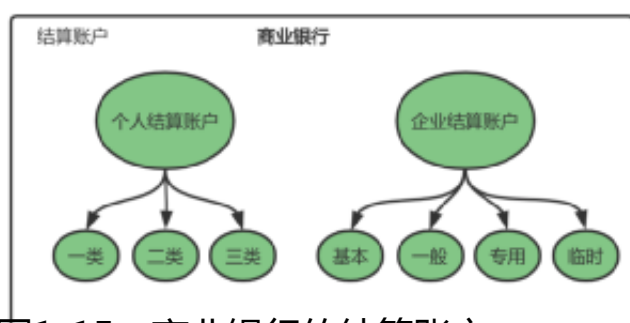 结算账户 商业银行
个人结算账户 企业结算账户
一类 二类 三类 基本 一般 专用 临时